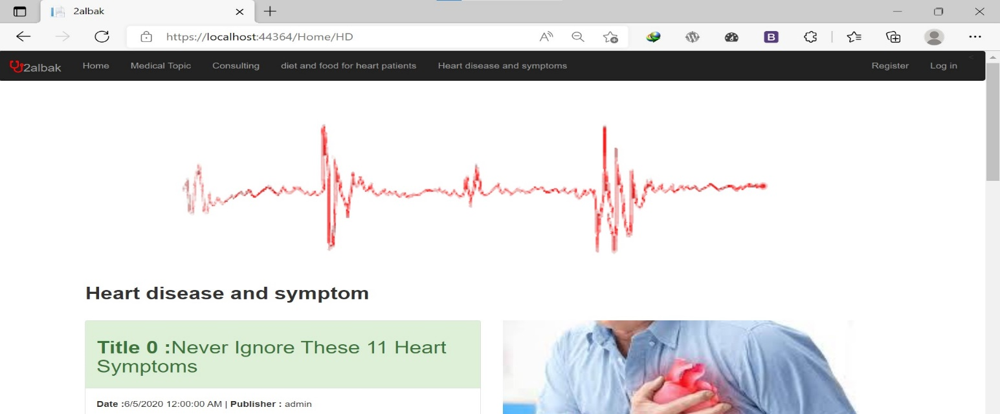 2albak
https://localhost:44364/Home/HD
A
B
2albak Home Medical Topic Consulting diet and food for heart patients Heart disease and symptoms Register Log in
Heart disease and symptom
Title 0 :Never Ignore These 11 Heart
Symptoms
Date :6/5/2020 12:00:00 AM | Publisher : admin